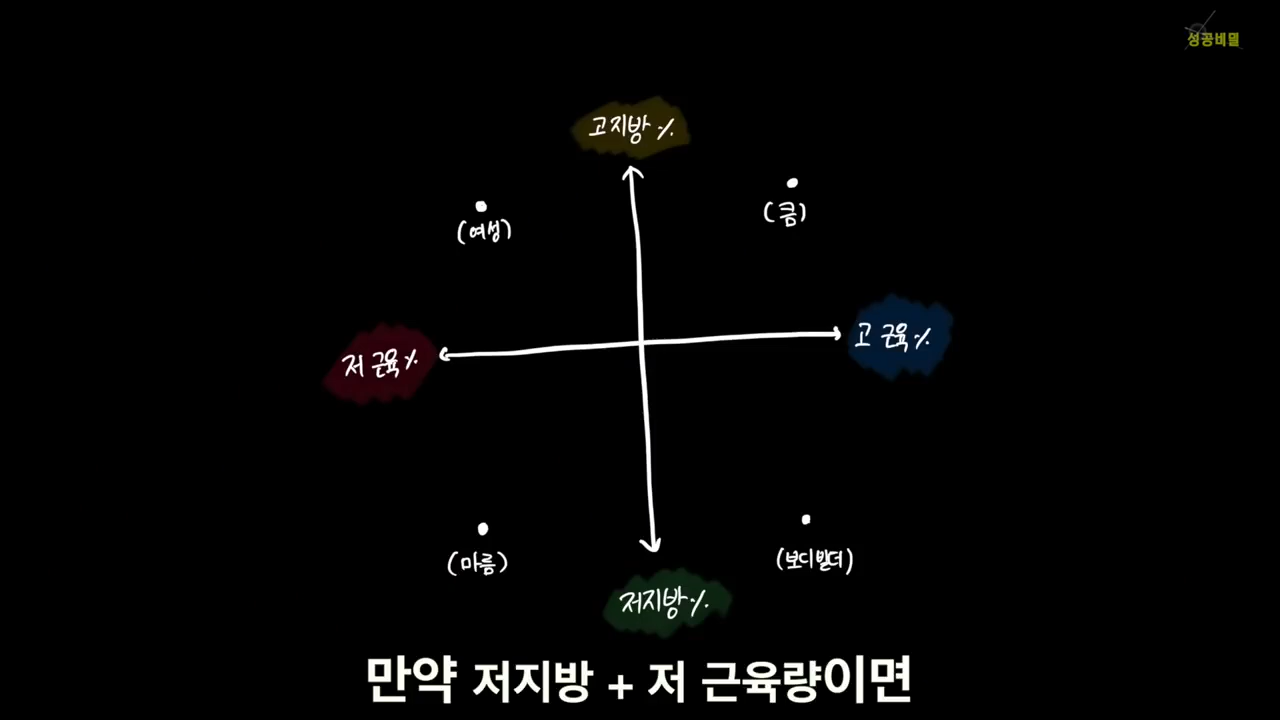 성공비밀
고지방 %
(여성)
(큼)
저 근육 %
고 근육 %
(마름)
(보디빌더)
저지방 %
만약 저지방 + 저 근육량이면